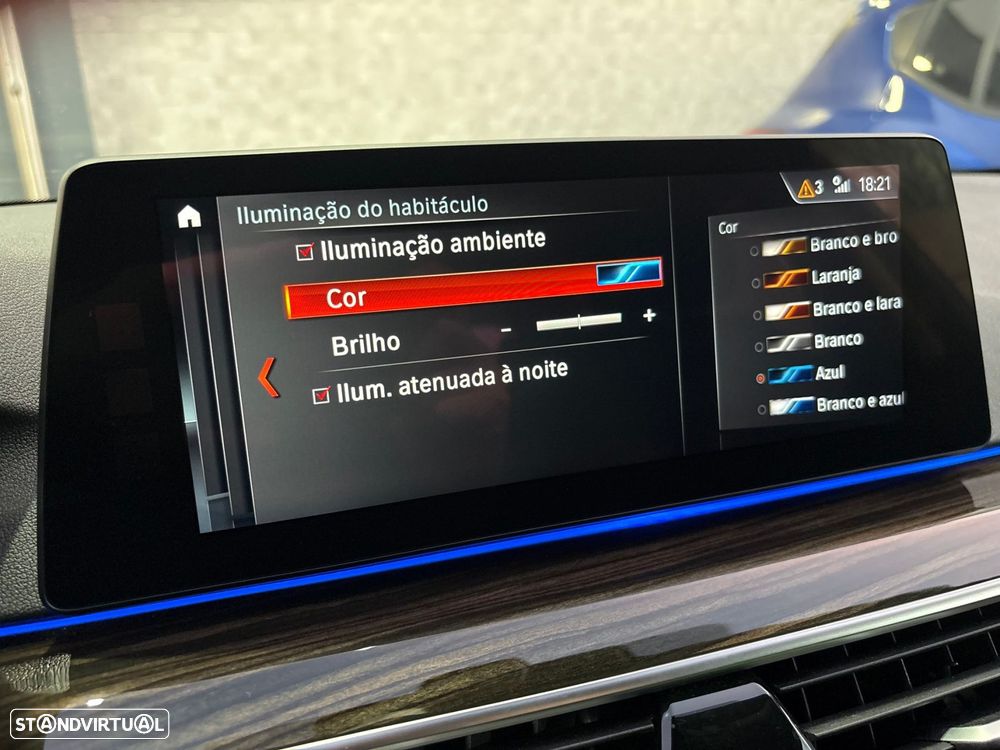 3 18:21
Iluminação do habitáculo
Iluminação ambiente
Cor
Brilho
- +
Ilum. atenuada à noite
Cor
Branco e bro
Laranja
Branco e lara
Branco
Azul
Branco e azul
STANDVIRTUAL